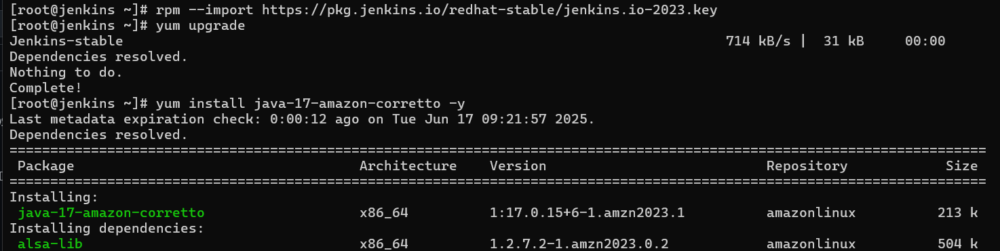 [root@jenkins ~]# rpm --import https://pkg.jenkins.io/redhat-stable/jenkins.io-2023.key
[root@jenkins ~]# yum upgrade
Jenkins-stable 714 kB/s | 31 kB 00:00
Dependencies resolved.
Nothing to do.
Complete!
[root@jenkins ~]# yum install java-17-amazon-corretto -y
Last metadata expiration check: 0:00:12 ago on Tue Jun 17 09:21:57 2025.
Dependencies resolved.
========================================================================================================================
Package Architecture Version Repository Size
========================================================================================================================
Installing:
java-17-amazon-corretto x86_64 1:17.0.15+6-1.amzn2023.1 amazonlinux 213 k
Installing dependencies:
alsa-lib x86_64 1.2.7.2-1.amzn2023.0.2 amazonlinux 504 k